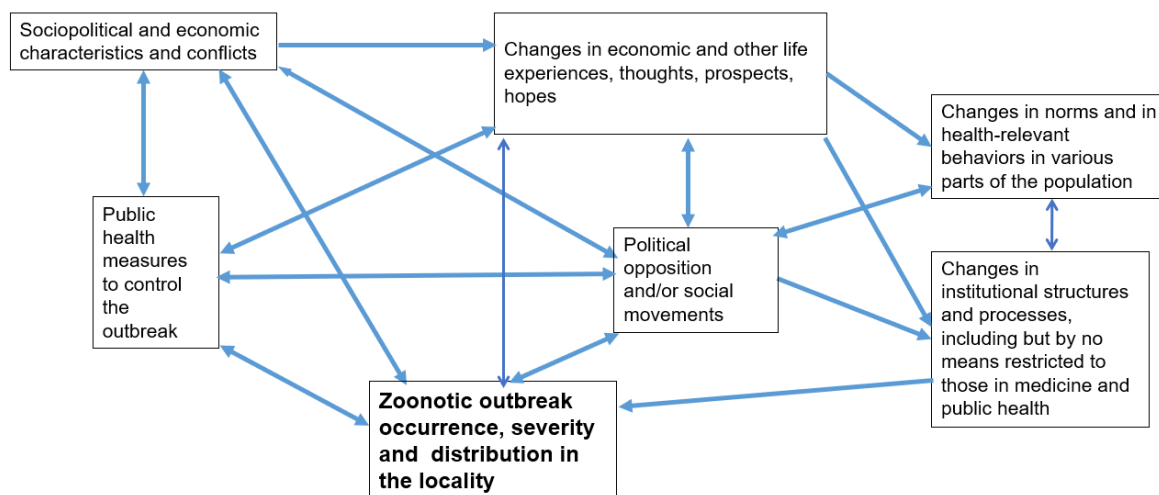 Sociopolitical and economic
characteristics and conflicts
Changes in economic and other life
experiences, thoughts, prospects,
hopes
Changes in norms and in
health-relevant
behaviors in various
parts of the population
Public
health
measures
to control
the
outbreak
Political
opposition
and/or social
movements
Changes in
institutional structures
and processes,
including but by no
means restricted to
those in medicine and
public health
Zoonotic outbreak
occurrence, severity
and distribution in
the locality